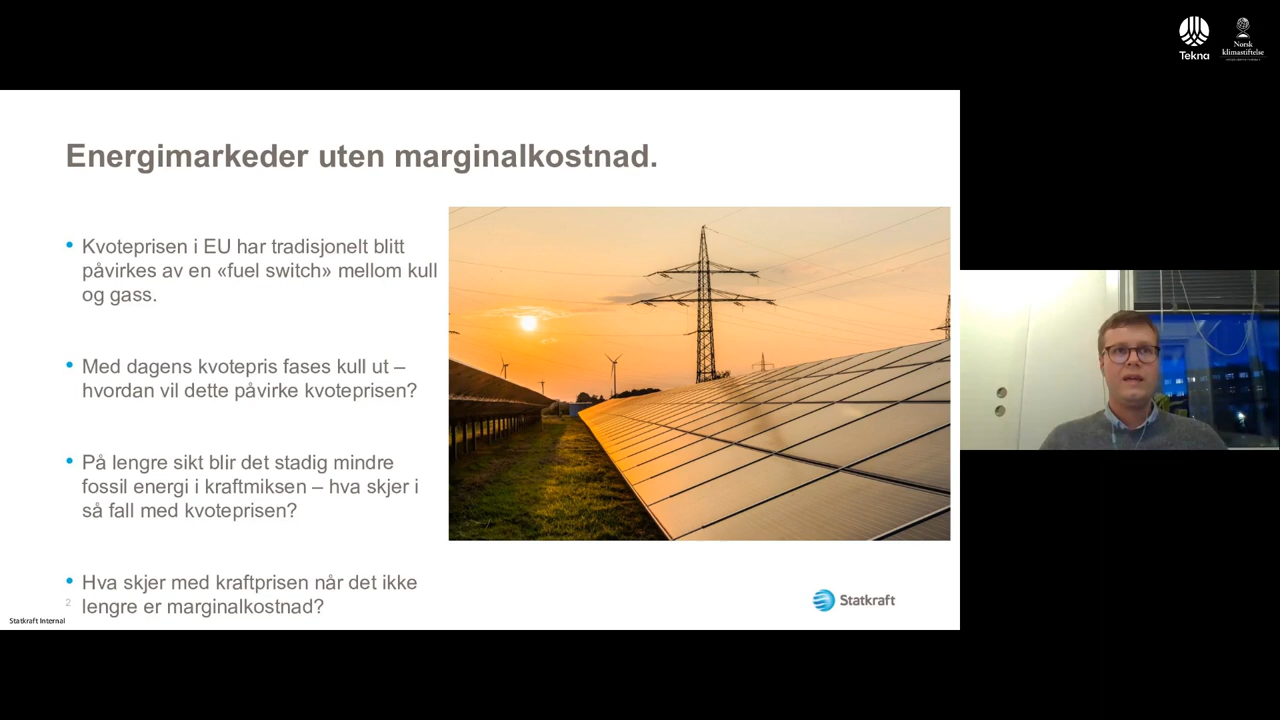 Tekna
Norsk
klimastiftelse
Energimarkeder uten marginalkostnad.
• Kvoteprisen i EU har tradisjonelt blitt
påvirkes av en «fuel switch» mellom kull
og gass.
• Med dagens kvotepris fases kull ut –
hvordan vil dette påvirke kvoteprisen?
• På lengre sikt blir det stadig mindre
fossil energi i kraftmiksen – hva skjer i
så fall med kvoteprisen?
• Hva skjer med kraftprisen når det ikke
lengre er marginalkostnad?
2
Statkraft
Statkraft Internal